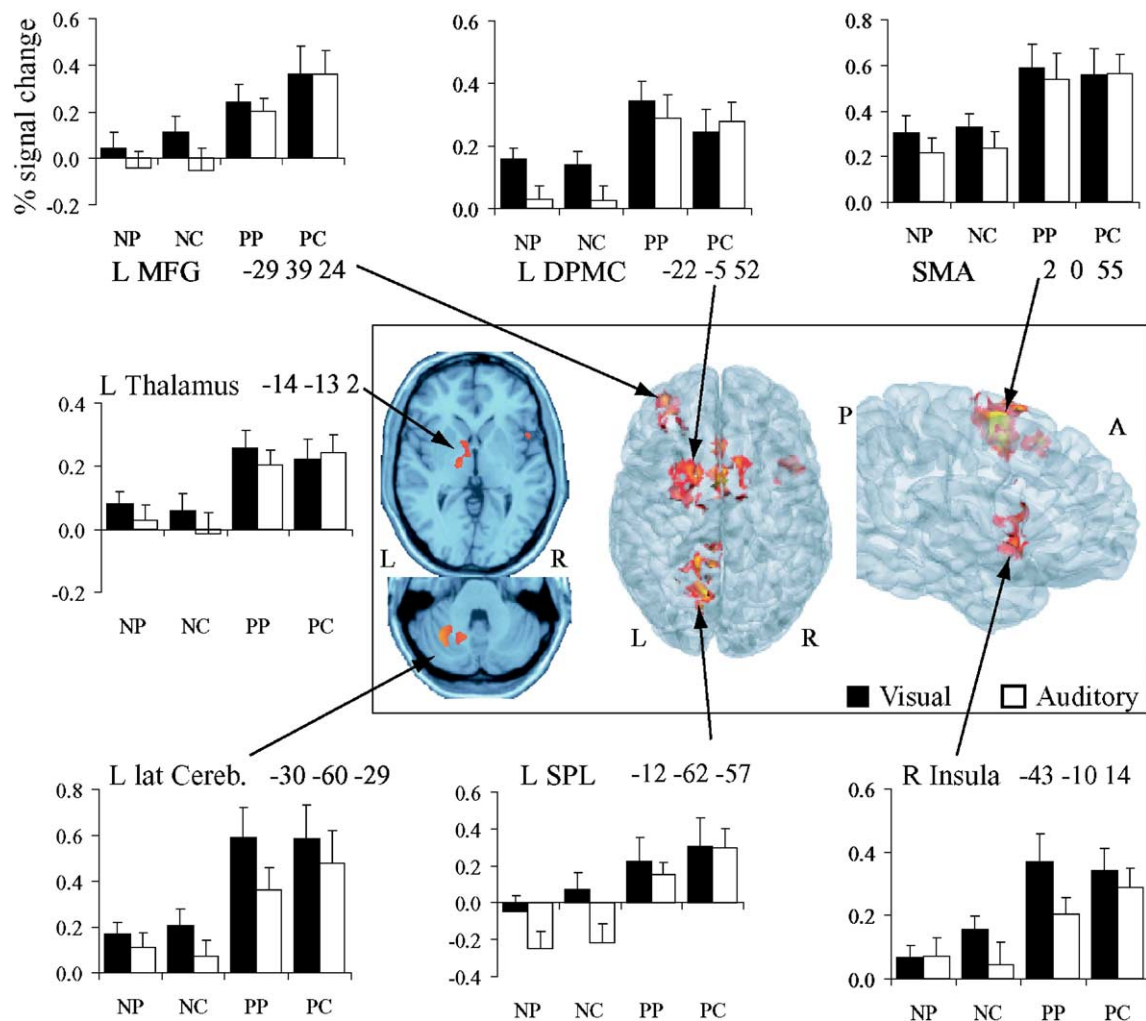 % signal change
0.6
0.4
0.2
0.0
-0.2
NP NC PP PC
L MFG -29 39 24
0.6
0.4
0.2
0.0
NP NC PP PC
L DPMC -22 -5 52
0.8
0.6
0.4
0.2
0.0
NP NC PP PC
SMA 2 0 55
L Thalamus -14 -13 2
0.4
0.2
0.0
-0.2
NP NC PP PC
L R
L R
P A
Visual Auditory
L lat Cereb. -30 -60 -29
0.8
0.6
0.4
0.2
0.0
NP NC PP PC
L SPL -12 -62 -57
0.6
0.4
0.2
0.0
-0.2
-0.4
NP NC PP PC
R Insula -43 -10 14
0.6
0.4
0.2
0.0
NP NC PP PC